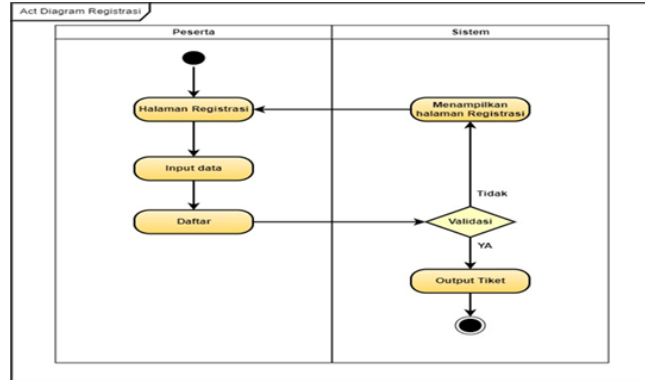 Act Diagram Registrasi
Peserta
Sistem
Halaman Registrasi
Menampilkan
halaman Registrasi
Input data
Tidak
Daftar
Validasi
YA
Output Tiket